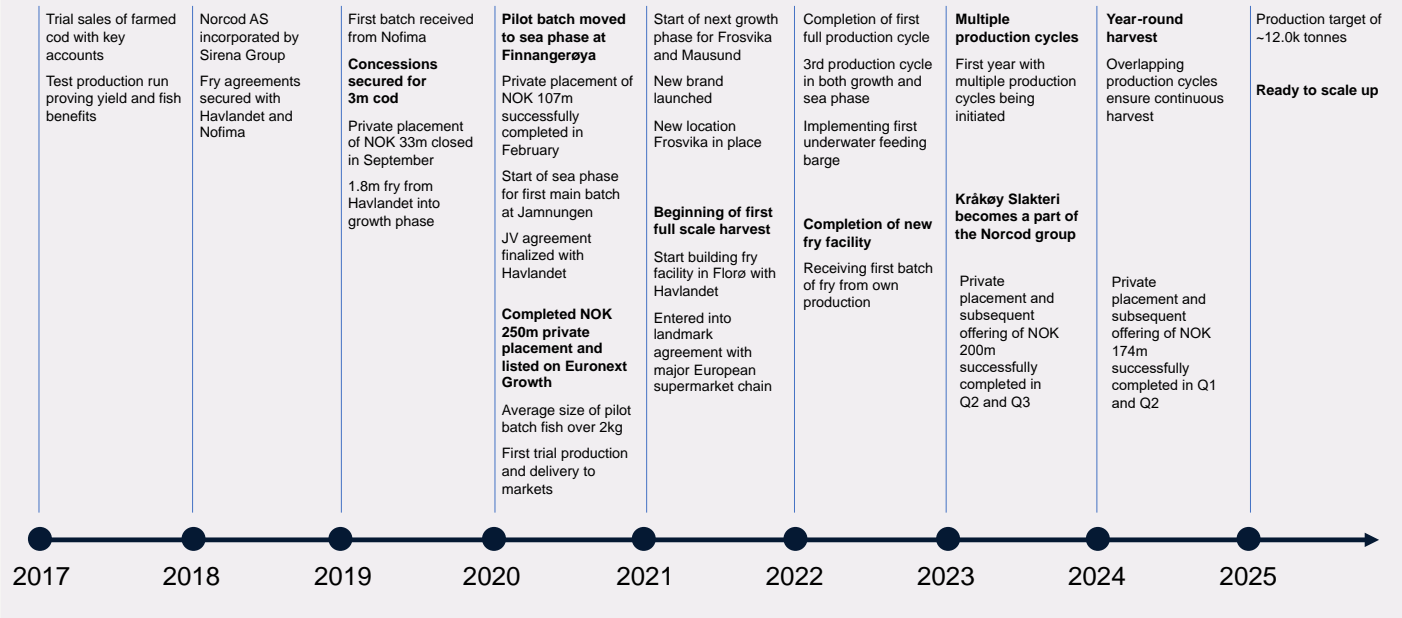 Trial sales of farmed
cod with key
accounts
Test production run
proving yield and fish
benefits
Norcod AS
incorporated by
Sirena Group
Fry agreements
secured with
Havlandet and
Nofima
First batch received
from Nofima
Concessions
secured for
3m cod
Private placement
of NOK 33m closed
in September
1.8m fry from
Havlandet into
growth phase
Pilot batch moved
to sea phase at
Finnangerøya
Private placement of
NOK 107m
successfully
completed in
February
Start of sea phase
for first main batch
at Jamnungen
JV agreement
finalized with
Havlandet
Completed NOK
250m private
placement and
listed on Euronext
Growth
Average size of pilot
batch fish over 2kg
First trial production
and delivery to
markets
Start of next growth
phase for Frosvika
and Mausund
New brand
launched
New location
Frosvika in place
Beginning of first
full scale harvest
Start building fry
facility in Florø with
Havlandet
Entered into
landmark
agreement with
major European
supermarket chain
Completion of first
full production cycle
3rd production cycle
in both growth and
sea phase
Implementing first
underwater feeding
barge
Completion of new
fry facility
Receiving first batch
of fry from own
production
Multiple
production cycles
First year with
multiple production
cycles being
initiated
Kråkøy Slakteri
becomes a part of
the Norcod group
Private
placement and
subsequent
offering of NOK
200m
successfully
completed in
Q2 and Q3
Year-round
harvest
Overlapping
production cycles
ensure continuous
harvest
Private
placement and
subsequent
offering of NOK
174m
successfully
completed in Q1
and Q2
Production target of
~12.0k tonnes
Ready to scale up
2017
2018
2019
2020
2021
2022
2023
2024
2025